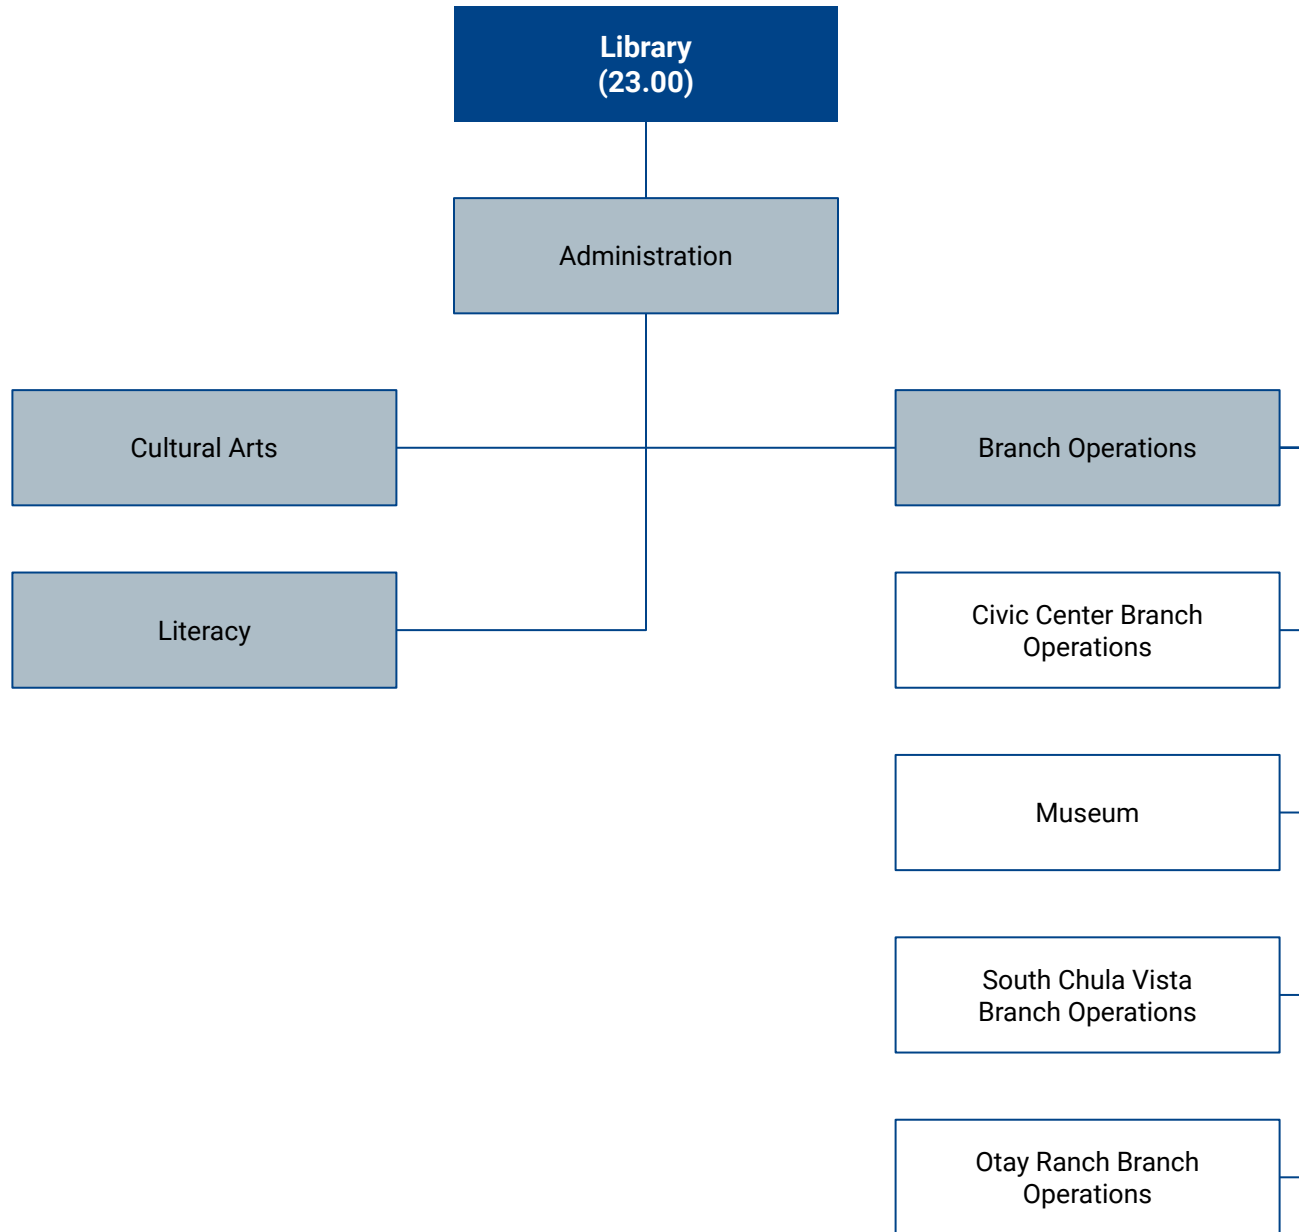 Library
(23.00)
Administration
Cultural Arts
Branch Operations
Literacy
Civic Center Branch
Operations
Museum
South Chula Vista
Branch Operations
Otay Ranch Branch
Operations